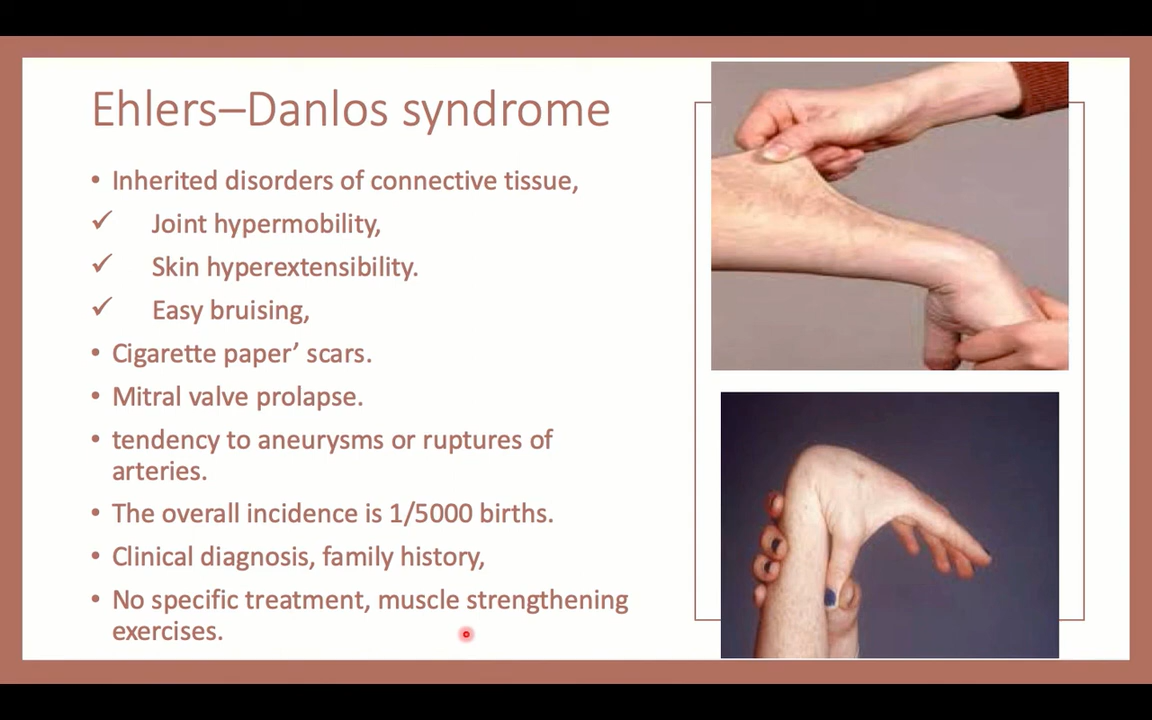 Ehlers–Danlos syndrome
• Inherited disorders of connective tissue,
✓ Joint hypermobility,
✓ Skin hyperextensibility.
✓ Easy bruising,
• Cigarette paper’ scars.
• Mitral valve prolapse.
• tendency to aneurysms or ruptures of
arteries.
• The overall incidence is 1/5000 births.
• Clinical diagnosis, family history,
• No specific treatment, muscle strengthening
exercises.